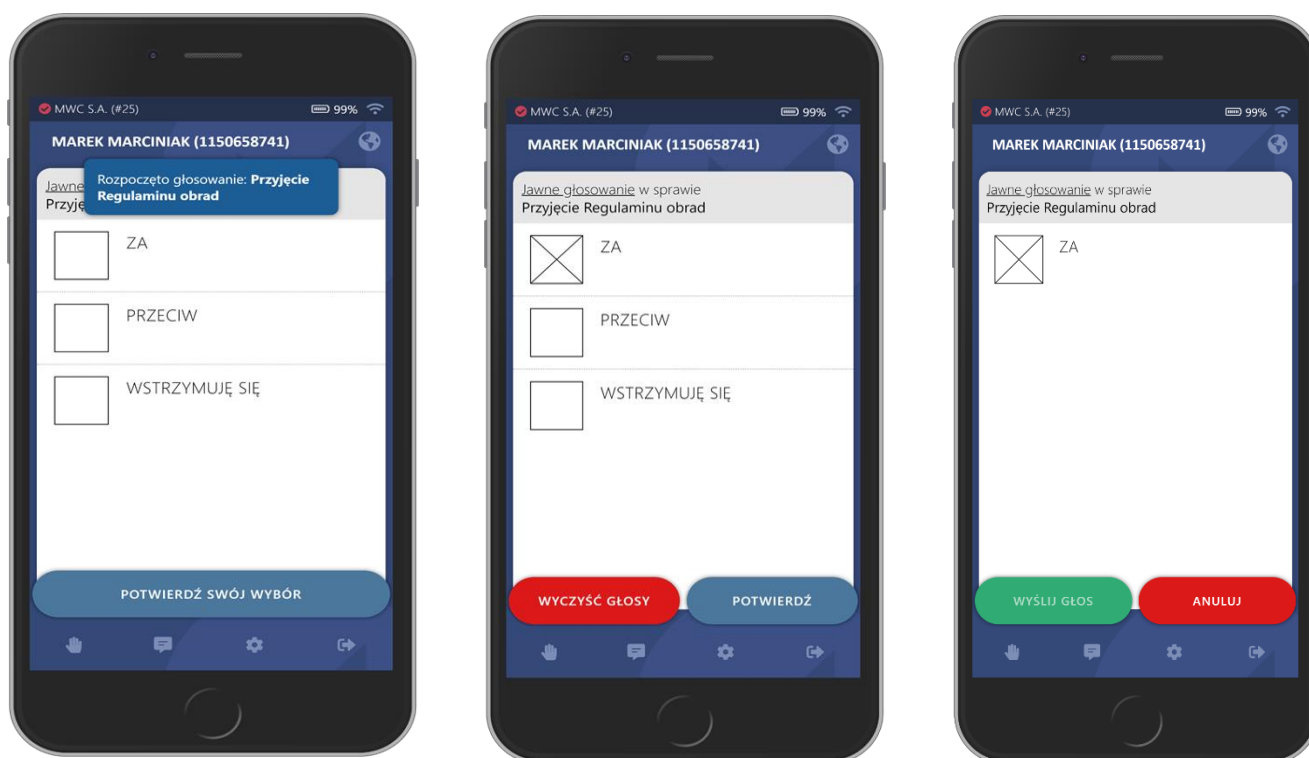 MWC S.A. (#25) 99%
MAREK MARCINIAK (1150658741)
Jawne
Przyję
Rozpoczęto głosowanie: Przyjęcie
Regulaminu obrad
ZA
PRZECIW
WSTRZYMUJĘ SIĘ
POTWIERDŹ SWÓJ WYBÓR
MWC S.A. (#25) 99%
MAREK MARCINIAK (1150658741)
Jawne głosowanie w sprawie
Przyjęcie Regulaminu obrad
ZA
PRZECIW
WSTRZYMUJĘ SIĘ
WYCZYŚĆ GŁOSY POTWIERDŹ
MWC S.A. (#25) 99%
MAREK MARCINIAK (1150658741)
Jawne głosowanie w sprawie
Przyjęcie Regulaminu obrad
ZA
WYŚLIJ GŁOS ANULUJ